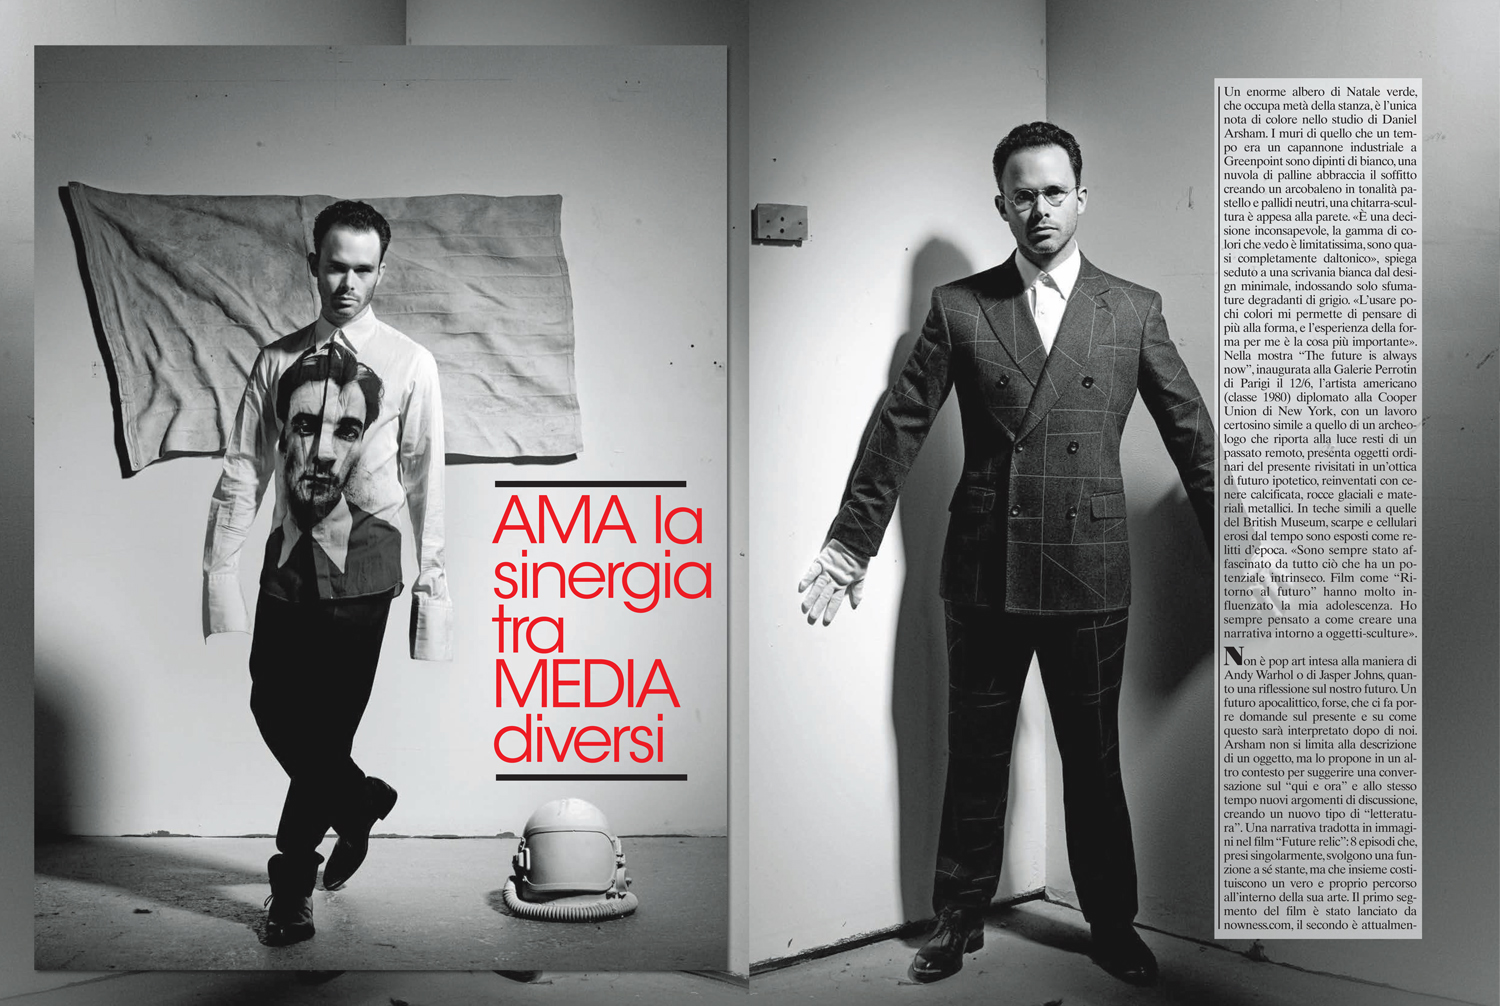 AMA la
sinergia
tra
MEDIA
diversi
Un enorme albero di Natale verde,
che occupa metà della stanza, è l'unica
nota di colore nello studio di Daniel
Arsham. I muri di quello che un tem-
po era un capannone industriale a
Greenpoint sono dipinti di bianco, una
nuvola di palline abbraccia il soffitto
creando un arcobaleno in tonalità pa-
stello e pallidi neutri, una chitarra-scul-
tura è appesa alla parete. «È una deci-
sione inconsapevole, la gamma di co-
lori che vedo è limitatissima, sono qua-
si completamente daltonico», spiega
seduto a una scrivania bianca dal desi-
gn minimale, indossando solo sfuma-
ture degradanti di grigio. «L'usare po-
chi colori mi permette di pensare di
più alla forma, e l'esperienza della for-
ma per me è la cosa più importante».
Nella mostra “The future is always
now”, inaugurata alla Galerie Perrotin
di Parigi il 12/6, l'artista americano
(classe 1980) diplomato alla Cooper
Union di New York, con un lavoro
certosino simile a quello di un archeo-
logo che riporta alla luce resti di un
passato remoto, presenta oggetti ordi-
nari del presente rivisitati in un'ottica
di futuro ipotetico, reinventati con ce-
nere calcificata, rocce glaciali e mate-
riali metallici. In teche simili a quelle
del British Museum, scarpe e cellulari
erosi dal tempo sono esposti come re-
litti d'epoca. «Sono sempre stato af-
fascinato da tutto ciò che ha un po-
tenziale intrinseco. Film come “Ri-
torno al futuro” hanno molto in-
fluenzato la mia adolescenza. Ho
sempre pensato a come creare una
narrativa intorno a oggetti-sculture».
Non è pop art intesa alla maniera di
Andy Warhol o di Jasper Johns, quan-
to una riflessione sul nostro futuro. Un
futuro apocalittico, forse, che ci fa por-
re domande sul presente e su come
questo sarà interpretato dopo di noi.
Arsham non si limita alla descrizione
di un oggetto, ma lo propone in un al-
tro contesto per suggerire una conver-
sazione sul “qui e ora” e allo stesso
tempo nuovi argomenti di discussione,
creando un nuovo tipo di “letteratu-
ra”. Una narrativa tradotta in immagi-
ni nel film “Future relic”: 8 episodi che,
presi singolarmente, svolgono una fun-
zione a sé stante, ma che insieme costi-
tuiscono un vero e proprio percorso
all'interno della sua arte. Il primo seg-
mento del film è stato lanciato da
nowness.com, il secondo è attualmen-